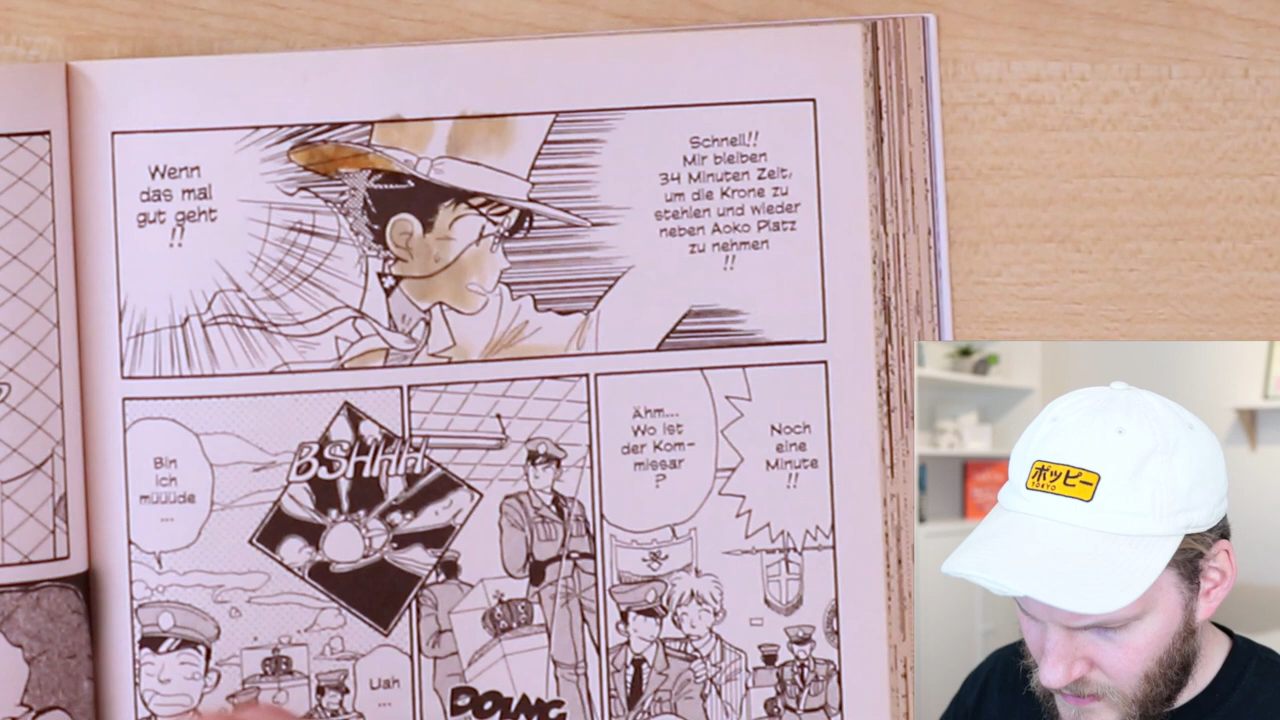 Wenn
das mal
gut geht
!!
Schnell!!
Mir bleiben
34 Minuten Zeit,
um die Krone zu
stehlen und wieder
neben Aoko Platz
zu nehmen
!!
Bin
ich
müüüde
...
BSHHH
Uah
...
DOING
Ähm...
Wo ist
der Kom-
missar
?
Noch
eine
Minute
!!
ポッピー
TOKYO